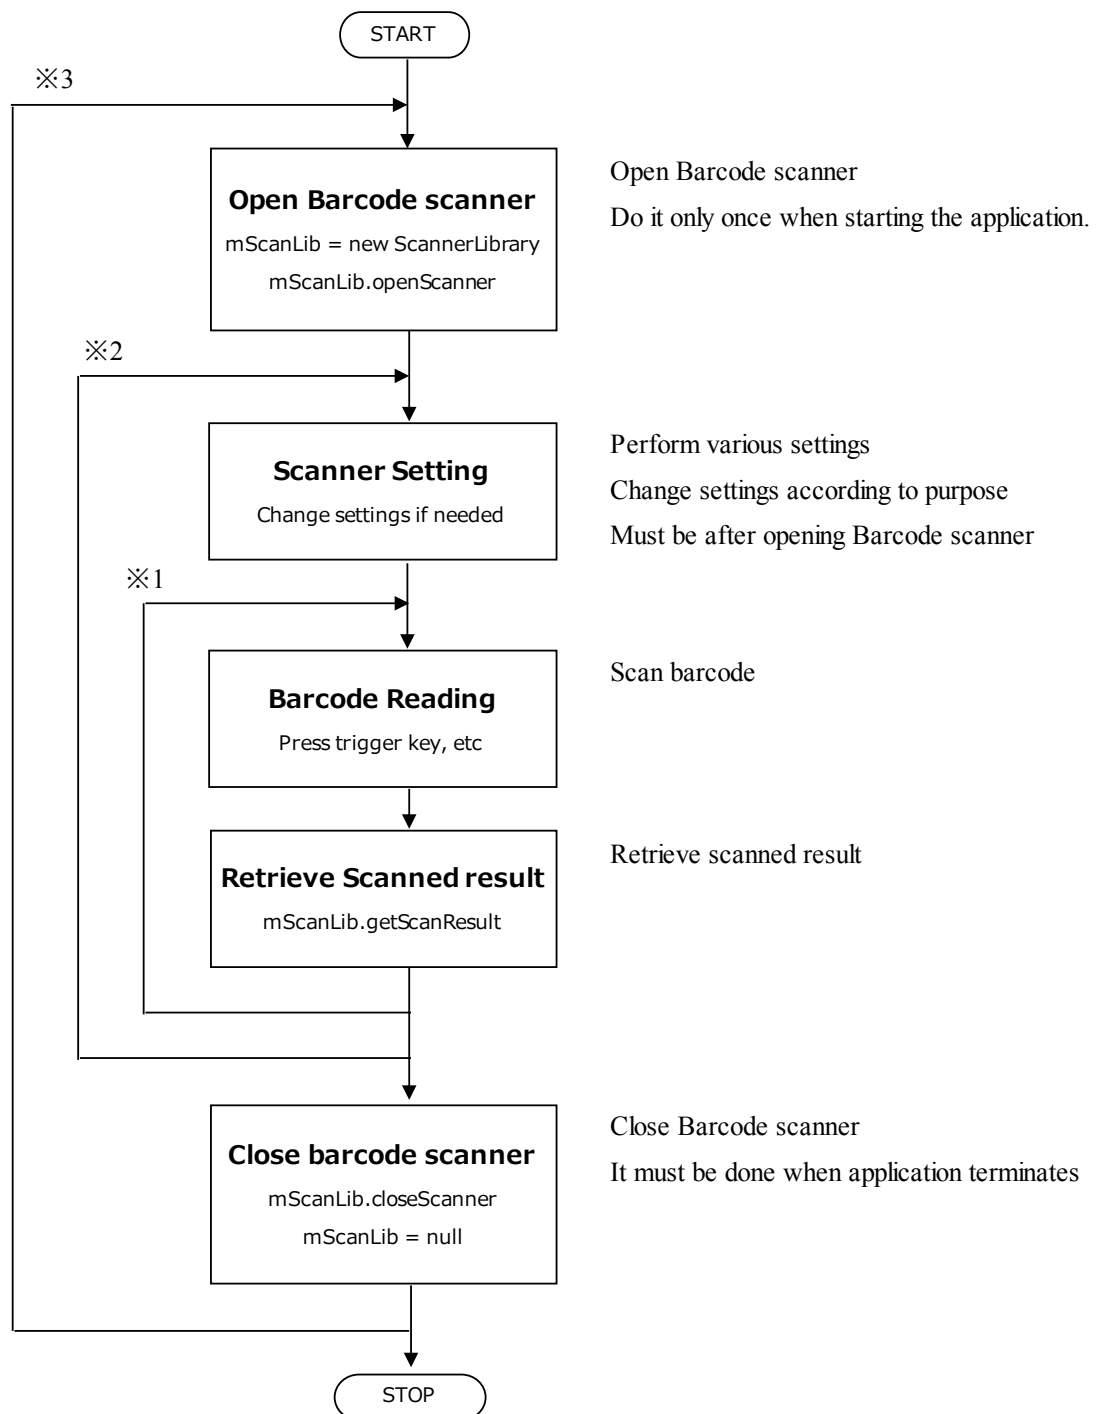 START
※3
Open Barcode scanner
mScanLib = new ScannerLibrary
mScanLib.openScanner
Open Barcode scanner
Do it only once when starting the application.
※2
Scanner Setting
Change settings if needed
Perform various settings
Change settings according to purpose
Must be after opening Barcode scanner
※1
Barcode Reading
Press trigger key, etc
Scan barcode
Retrieve Scanned result
mScanLib.getScanResult
Retrieve scanned result
Close barcode scanner
mScanLib.closeScanner
mScanLib = null
Close Barcode scanner
It must be done when application terminates
STOP